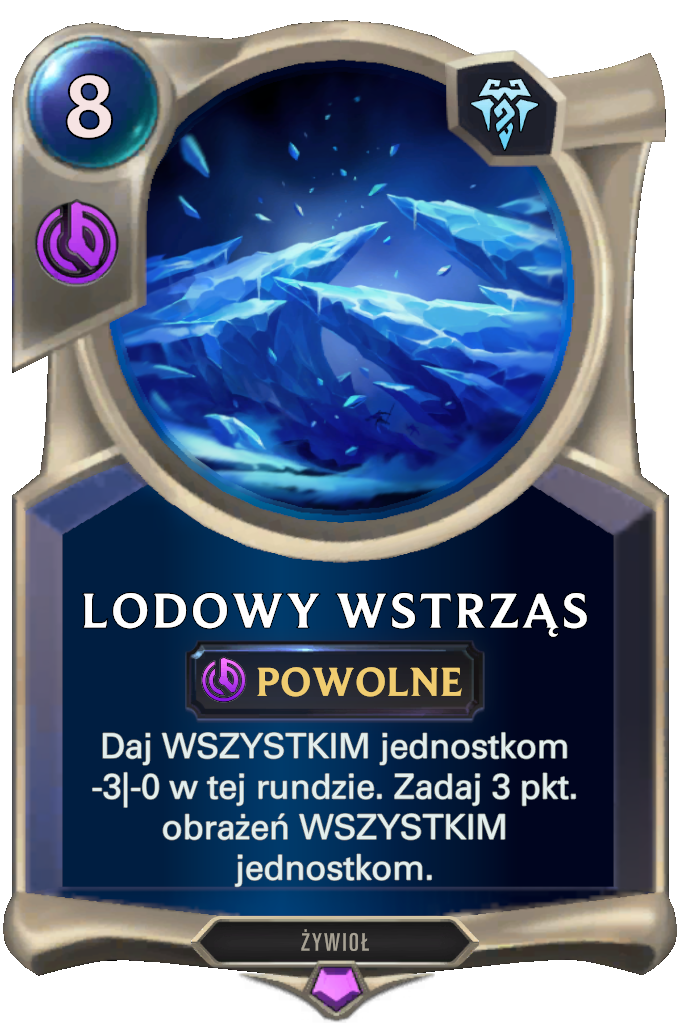 8
LODOWY WSTRZĄS
POWOLNE
Daj WSZYSTKIM jednostkom
-3|-0 w tej rundzie. Zadaj 3 pkt.
obrażeń WSZYSTKIM
jednostkom.
ŻYWIOŁ